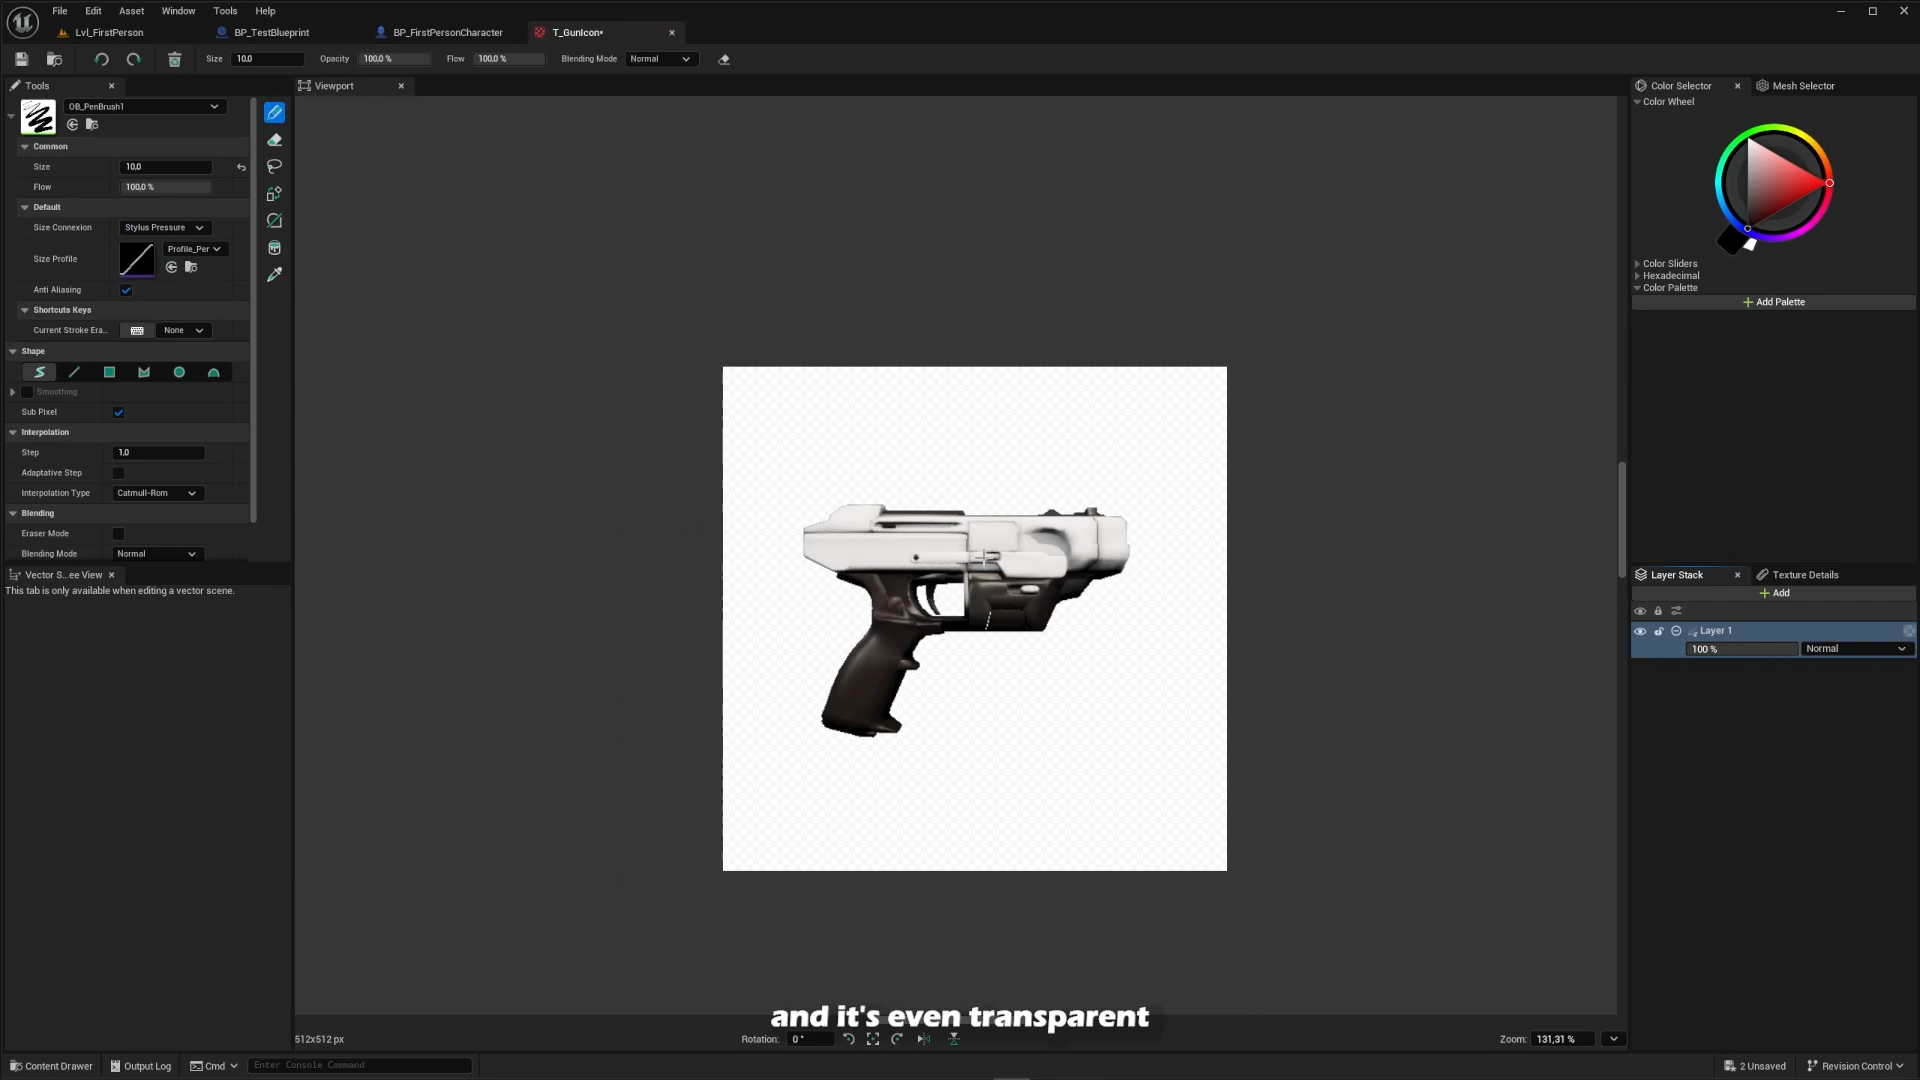 File Edit Asset Window Tools Help
Lvl_FirstPerson BP_TestBlueprint BP_FirstPersonCharacter T_GunIcon•
Size 10,0 Opacity 100,0 % Flow 100,0 % Blending Mode Normal
Tools
OB_PenBrush1
Common
Size 10,0
Flow 100,0 %
Default
Size Connexion Stylus Pressure
Size Profile Profile_Per
Anti Aliasing
Shortcuts Keys
Current Stroke Era... None
Shape
Smoothing
Sub Pixel
Interpolation
Step 1,0
Adaptative Step
Interpolation Type Catmull-Rom
Blending
Eraser Mode
Blending Mode Normal
Vector S...ee View
This tab is only available when editing a vector scene.
Viewport
and it's even transparent
512x512 px Rotation: 0 ° Zoom: 131,31 %
Color Selector Mesh Selector
Color Wheel
Color Sliders
Hexadecimal
Color Palette
Add Palette
Layer Stack Texture Details
Add
Layer 1
100 % Normal
Content Drawer Output Log Cmd Enter Console Command 2 Unsaved Revision Control